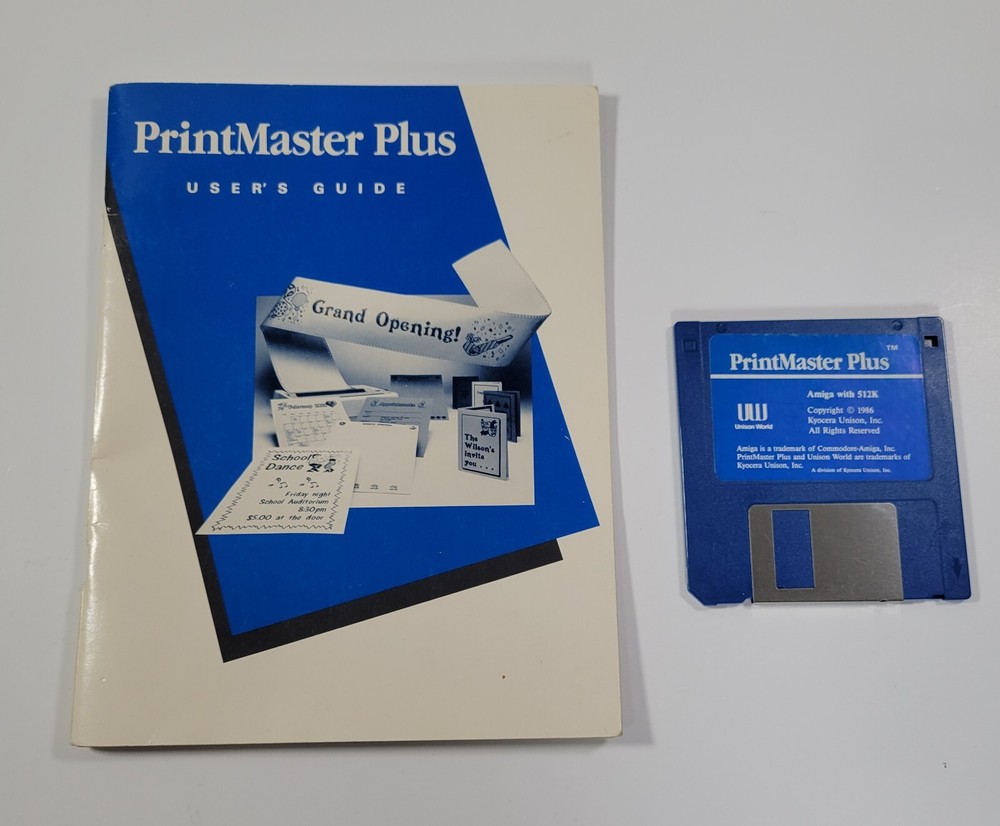 PrintMaster Plus
USER'S GUIDE
Grand Opening!
February
Appointments
The
Wilson's
invite
you . . .
School
Dance
Friday night
School Auditorium
8:30pm
$5.00 at the door
PrintMaster Plus™
Amiga with 512K
UW
Unison World
Copyright © 1986
Kyocera Unison, Inc.
All Rights Reserved
Amiga is a trademark of Commodore-Amiga, Inc.
PrintMaster Plus and Unison World are trademarks of
Kyocera Unison, Inc.
A division of Kyocera Unison, Inc.